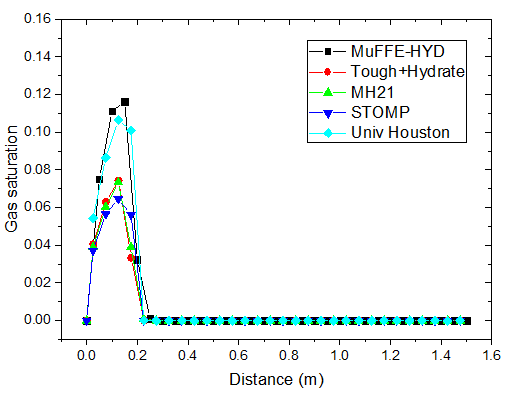 0.16
0.14
0.12
0.10
0.08
0.06
0.04
0.02
0.00
Gas saturation
MuFFE-HYD
Tough+Hydrate
MH21
STOMP
Univ Houston
0.0 0.2 0.4 0.6 0.8 1.0 1.2 1.4 1.6
Distance (m)